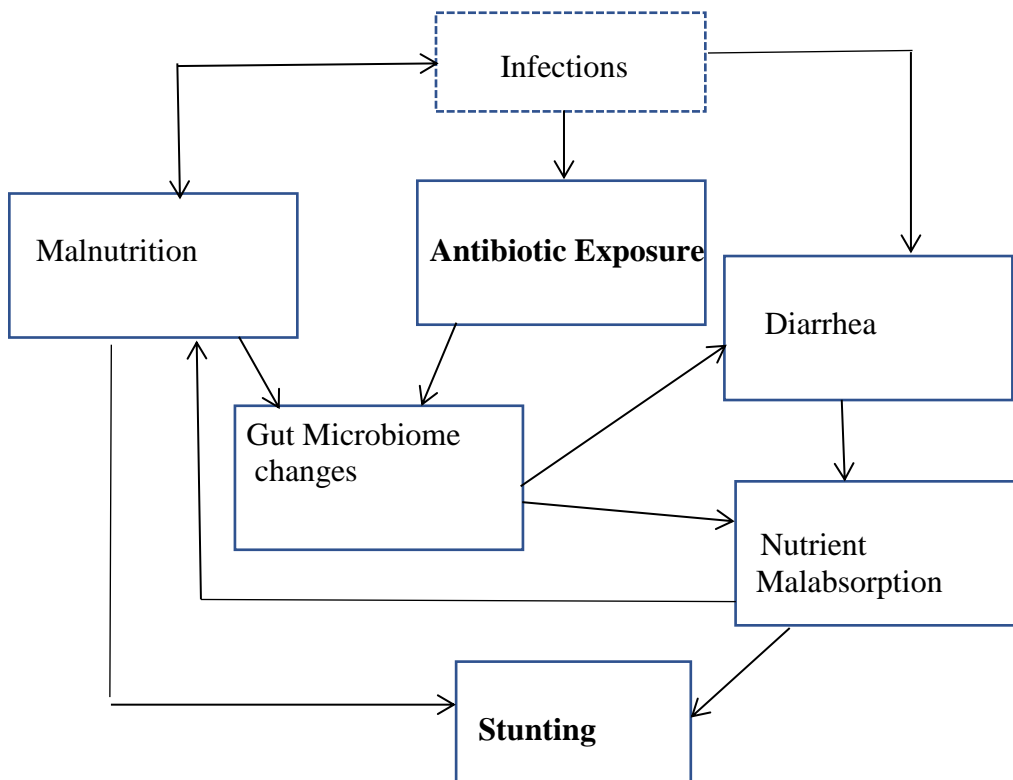 Infections
Malnutrition
Antibiotic Exposure
Diarrhea
Gut Microbiome
changes
Nutrient
Malabsorption
Stunting